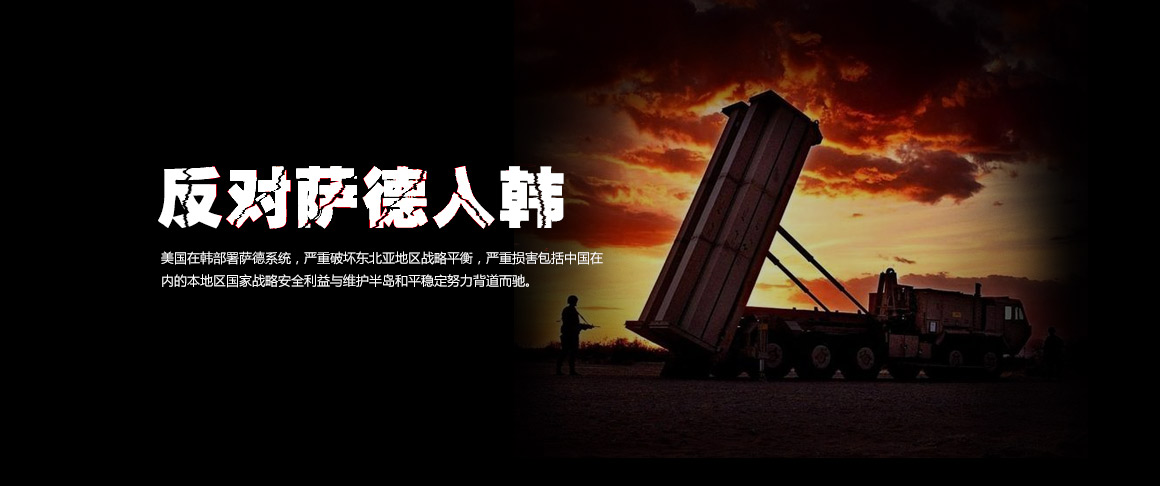 反对萨德入韩
美国在韩部署萨德系统，严重破坏东北亚地区战略平衡，严重损害包括中国在
内的本地区国家战略安全利益与维护半岛和平稳定努力背道而驰。